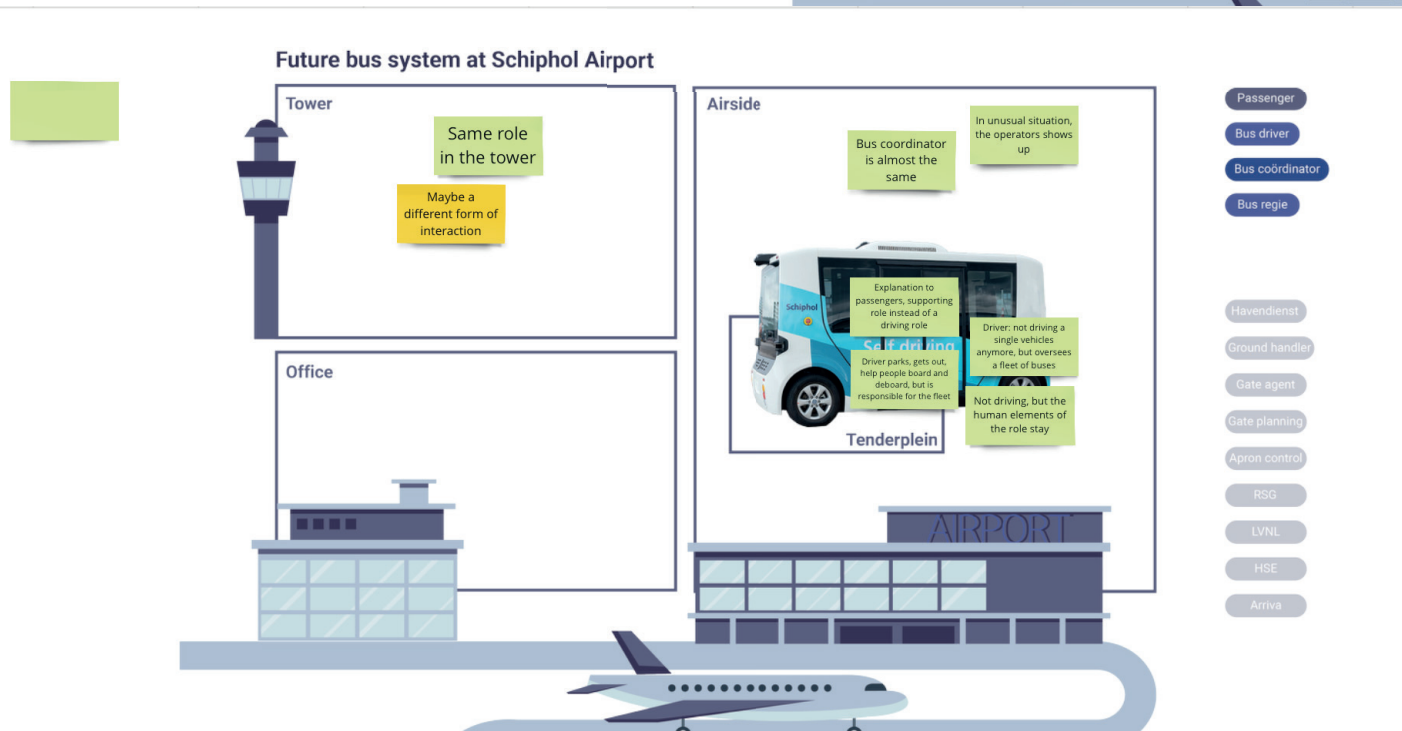 Future bus system at Schiphol Airport
Tower
Same role
in the tower
Maybe a
different form of
interaction
Office
Airside
Bus coordinator
is almost the
same
In unusual situation,
the operators shows
up
Schiphol
Self driving
Explanation to
passengers, supporting
role instead of a
driving role
Driver: not driving a
single vehicles
anymore, but oversees
a fleet of buses
Driver parks, gets out,
help people board and
deboard, but is
responsible for the fleet
Not driving, but the
human elements of
the role stay
Tenderplein
AIRPORT
Passenger
Bus driver
Bus coördinator
Bus regie
Havendienst
Ground handler
Gate agent
Gate planning
Apron control
RSG
LVNL
HSE
Arriva